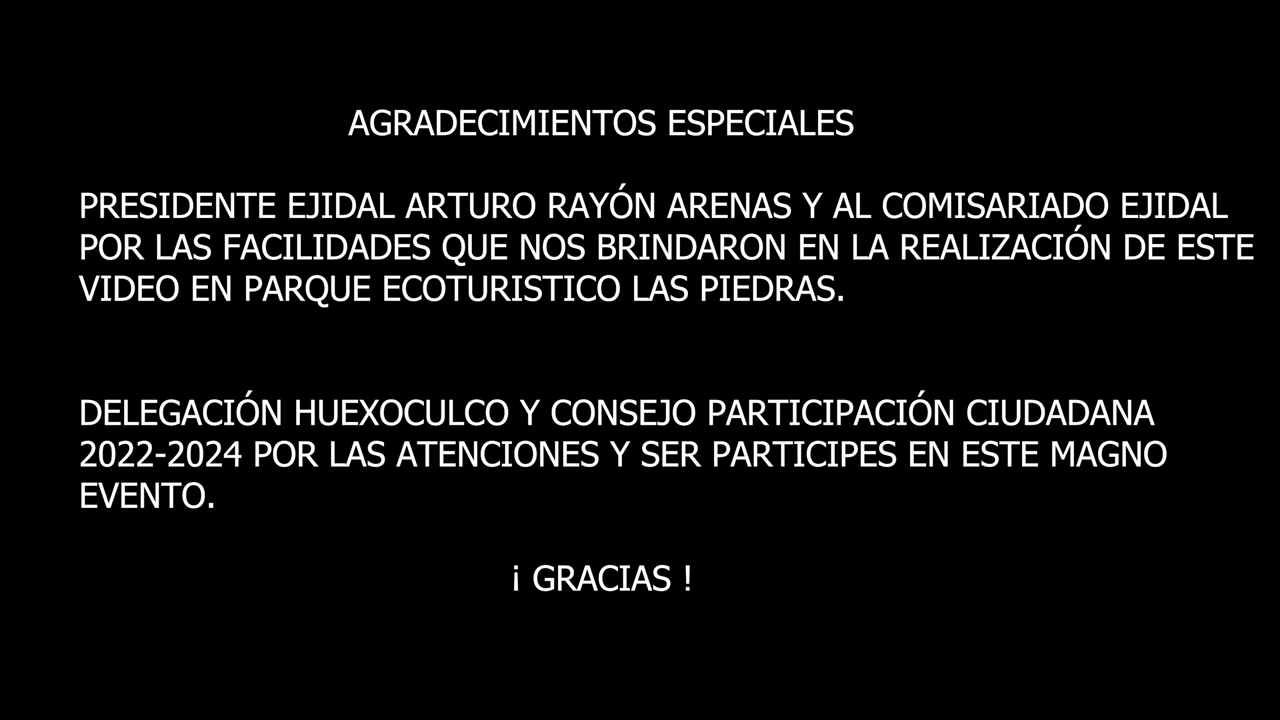 AGRADECIMIENTOS ESPECIALES
PRESIDENTE EJIDAL ARTURO RAYÓN ARENAS Y AL COMISARIADO EJIDAL
POR LAS FACILIDADES QUE NOS BRINDARON EN LA REALIZACIÓN DE ESTE
VIDEO EN PARQUE ECOTURISTICO LAS PIEDRAS.
DELEGACIÓN HUEXOCULCO Y CONSEJO PARTICIPACIÓN CIUDADANA
2022-2024 POR LAS ATENCIONES Y SER PARTICIPES EN ESTE MAGNO
EVENTO.
¡ GRACIAS !